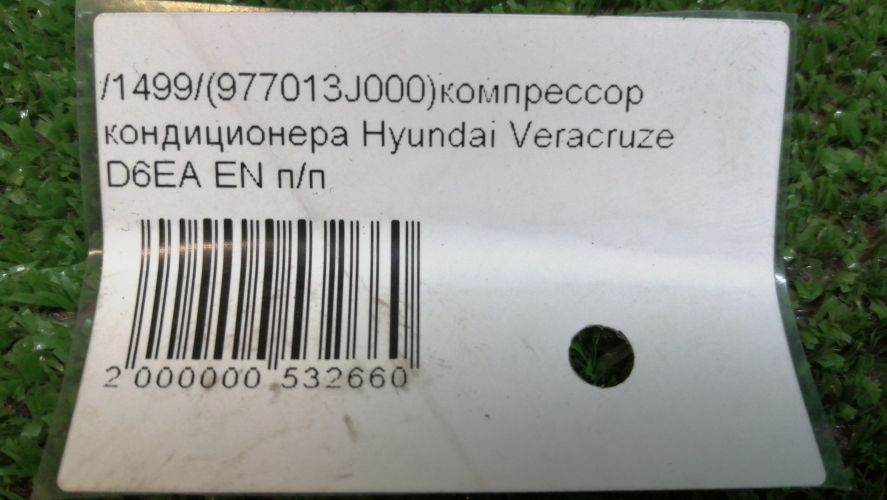 /1499/(977013J000)компрессор
кондиционера Hyundai Veracruze
D6EA EN п/п
2 000000 532660